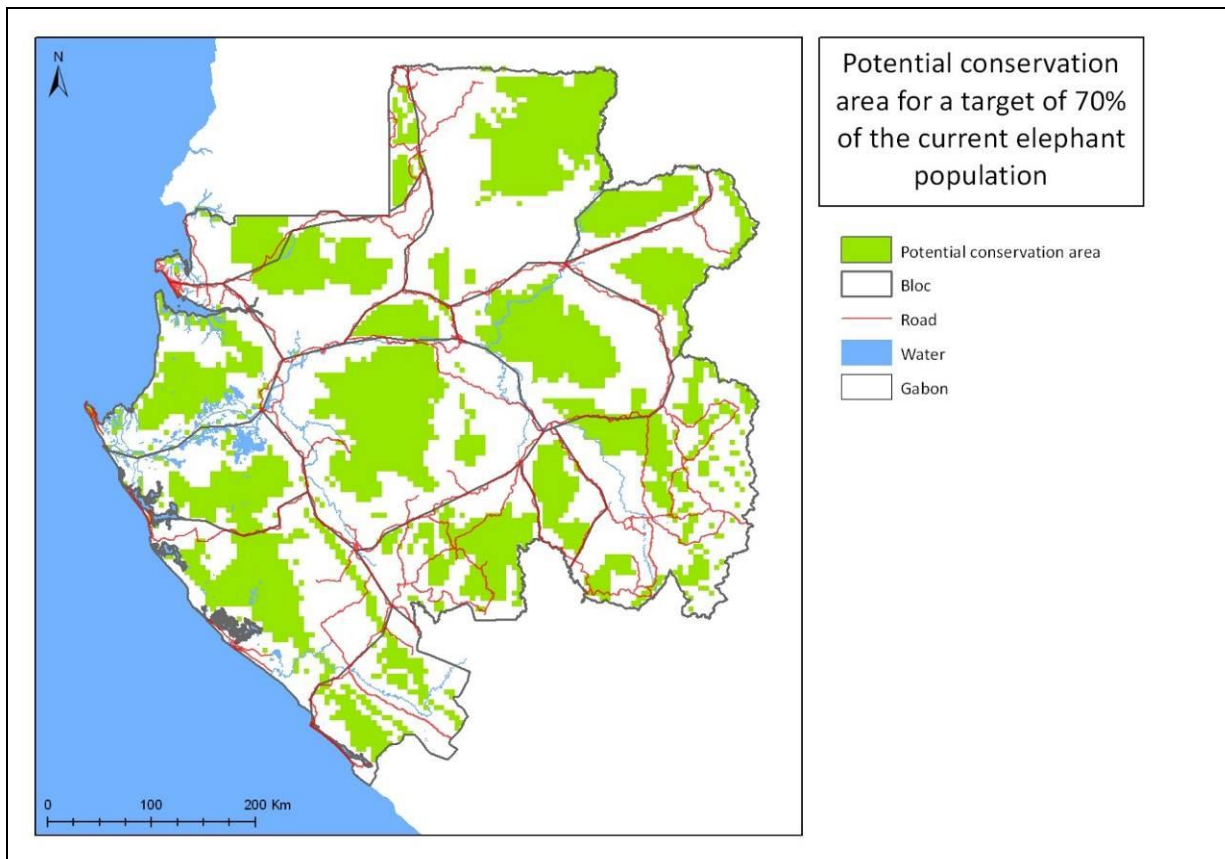 N
Potential conservation
area for a target of 70%
of the current elephant
population
Potential conservation area
Bloc
Road
Water
Gabon
0 100 200 Km